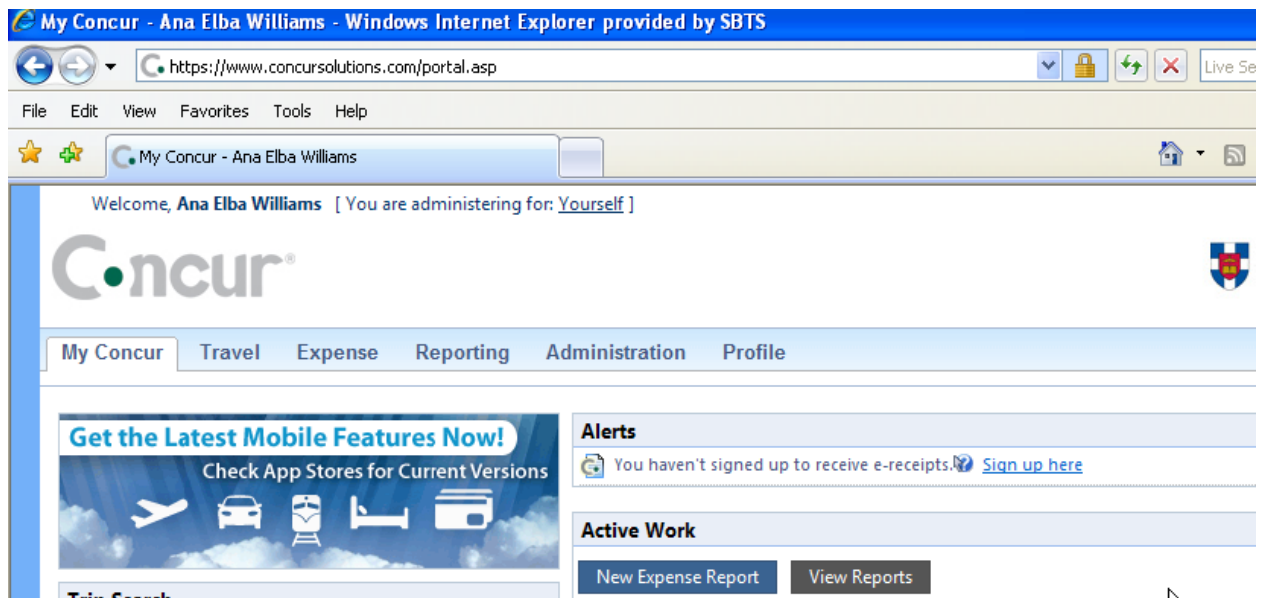 My Concur - Ana Elba Williams - Windows Internet Explorer provided by SBTS
https://www.concursolutions.com/portal.asp
Live Se
File Edit View Favorites Tools Help
My Concur - Ana Elba Williams
Welcome, Ana Elba Williams [ You are administering for: Yourself ]
Concur®
My Concur Travel Expense Reporting Administration Profile
Get the Latest Mobile Features Now!
Check App Stores for Current Versions
Alerts
You haven't signed up to receive e-receipts. Sign up here
Active Work
New Expense Report View Reports
Trip Search